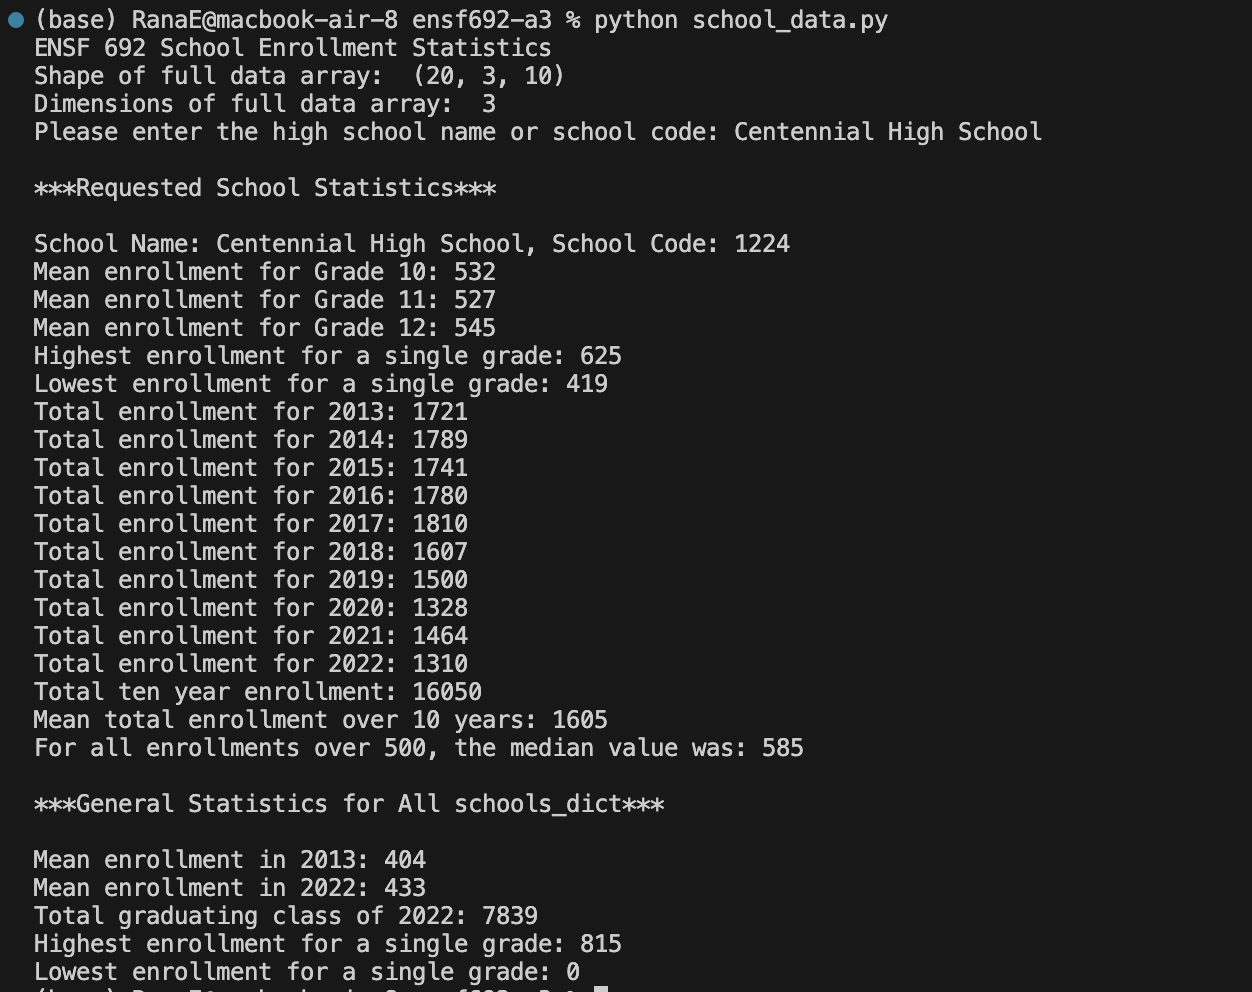 (base) RanaE@macbook-air-8 ensf692-a3 % python school_data.py
ENSF 692 School Enrollment Statistics
Shape of full data array:  (20, 3, 10)
Dimensions of full data array:  3
Please enter the high school name or school code: Centennial High School
***Requested School Statistics***
School Name: Centennial High School, School Code: 1224
Mean enrollment for Grade 10: 532
Mean enrollment for Grade 11: 527
Mean enrollment for Grade 12: 545
Highest enrollment for a single grade: 625
Lowest enrollment for a single grade: 419
Total enrollment for 2013: 1721
Total enrollment for 2014: 1789
Total enrollment for 2015: 1741
Total enrollment for 2016: 1780
Total enrollment for 2017: 1810
Total enrollment for 2018: 1607
Total enrollment for 2019: 1500
Total enrollment for 2020: 1328
Total enrollment for 2021: 1464
Total enrollment for 2022: 1310
Total ten year enrollment: 16050
Mean total enrollment over 10 years: 1605
For all enrollments over 500, the median value was: 585
***General Statistics for All schools_dict***
Mean enrollment in 2013: 404
Mean enrollment in 2022: 433
Total graduating class of 2022: 7839
Highest enrollment for a single grade: 815
Lowest enrollment for a single grade: 0